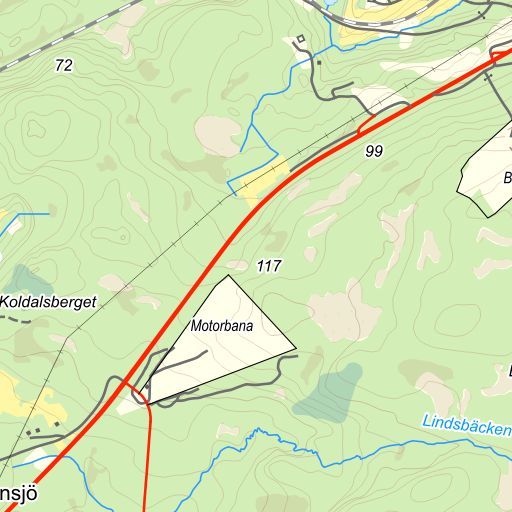 72
99
B
117
Koldalsberget
Motorbana
Lindsbäcken
nsjö